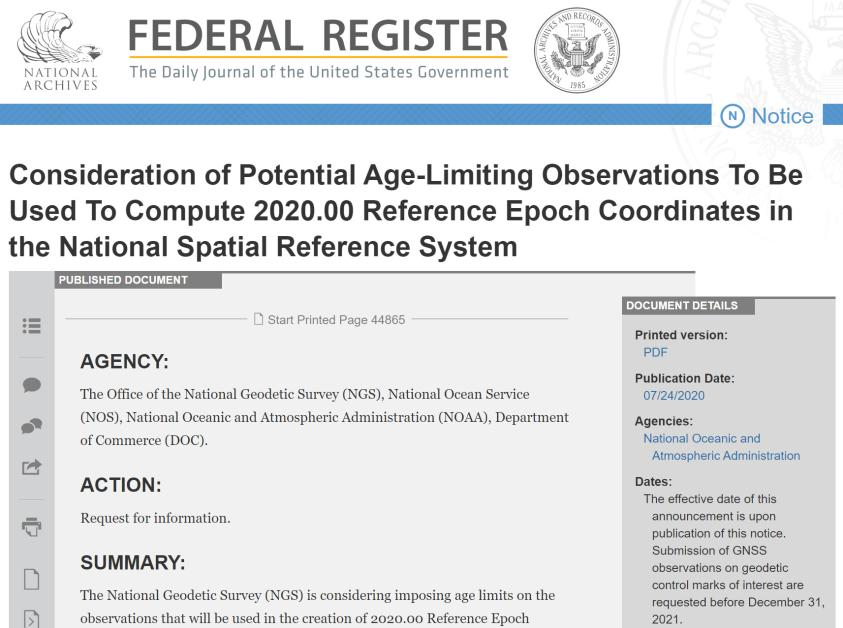 NATIONAL
ARCHIVES
FEDERAL REGISTER
The Daily Journal of the United States Government
NATIONAL ARCHIVES AND RECORDS ADMINISTRATION
1985
N Notice
Consideration of Potential Age-Limiting Observations To Be
Used To Compute 2020.00 Reference Epoch Coordinates in
the National Spatial Reference System
PUBLISHED DOCUMENT
Start Printed Page 44865
AGENCY:
The Office of the National Geodetic Survey (NGS), National Ocean Service
(NOS), National Oceanic and Atmospheric Administration (NOAA), Department
of Commerce (DOC).
ACTION:
Request for information.
SUMMARY:
The National Geodetic Survey (NGS) is considering imposing age limits on the
observations that will be used in the creation of 2020.00 Reference Epoch
DOCUMENT DETAILS
Printed version:
PDF
Publication Date:
07/24/2020
Agencies:
National Oceanic and
Atmospheric Administration
Dates:
The effective date of this
announcement is upon
publication of this notice.
Submission of GNSS
observations on geodetic
control marks of interest are
requested before December 31,
2021.